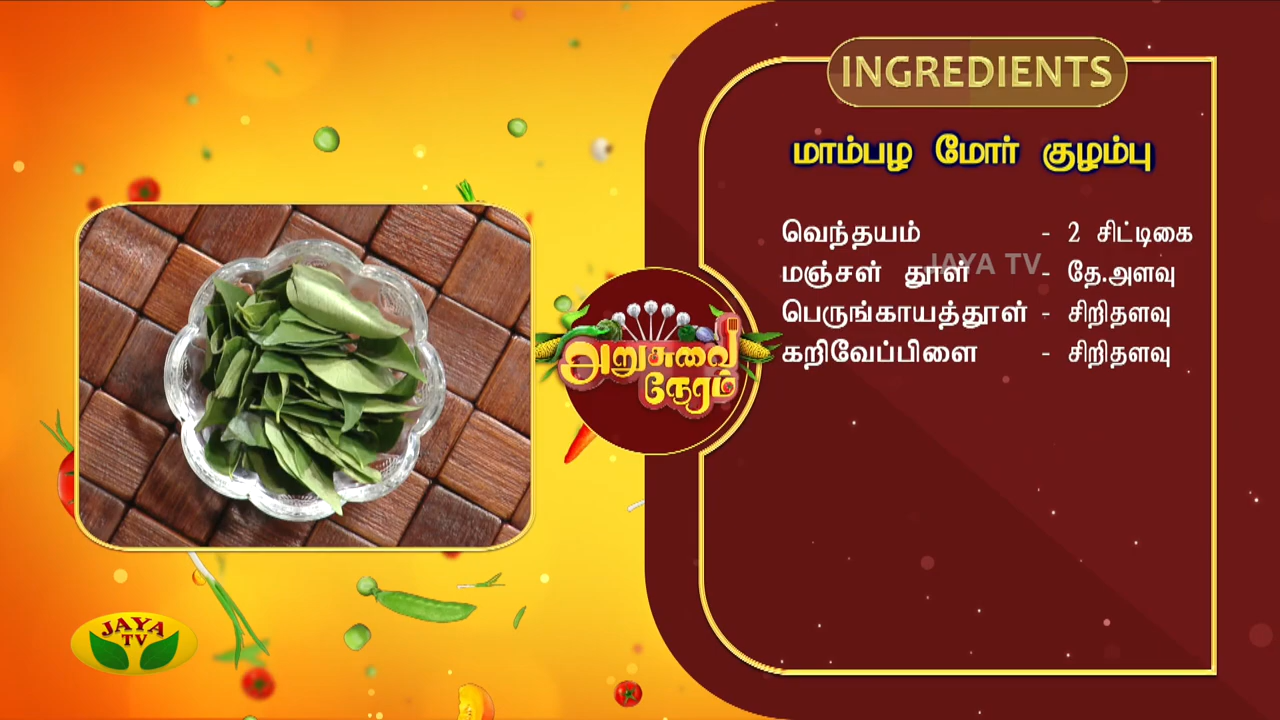 INGREDIENTS
மாம்பழ மோர் குழம்பு
வெந்தயம் - 2 சிட்டிகை
JAYA TV
மஞ்சள் தூள் - தே.அளவு
பெருங்காயத்தூள் - சிறிதளவு
கறிவேப்பிளை - சிறிதளவு
அறுசுவை
நேரம்
JAYA
TV